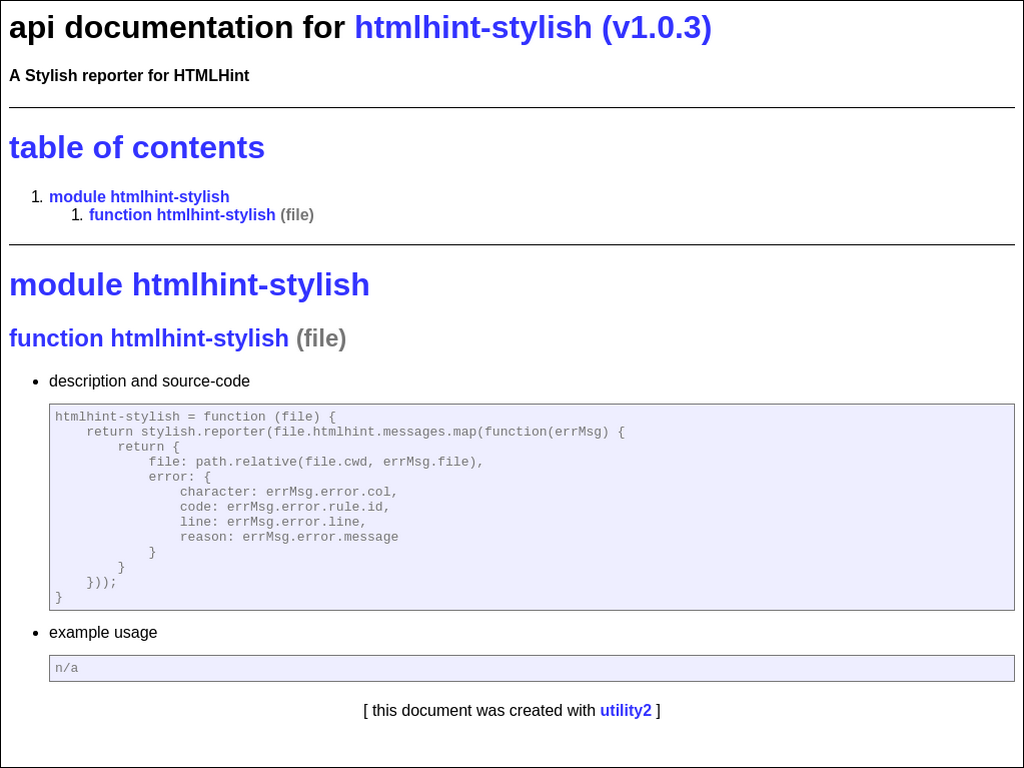 api documentation for htmlhint-stylish (v1.0.3)
A Stylish reporter for HTMLHint
table of contents
1. module htmlhint-stylish
1. function htmlhint-stylish (file)
module htmlhint-stylish
function htmlhint-stylish (file)
• description and source-code
htmlhint-stylish = function (file) {
    return stylish.reporter(file.htmlhint.messages.map(function(errMsg) {
        return {
            file: path.relative(file.cwd, errMsg.file),
            error: {
                character: errMsg.error.col,
                code: errMsg.error.rule.id,
                line: errMsg.error.line,
                reason: errMsg.error.message
            }
        }
    }));
}
• example usage
n/a
[ this document was created with utility2 ]